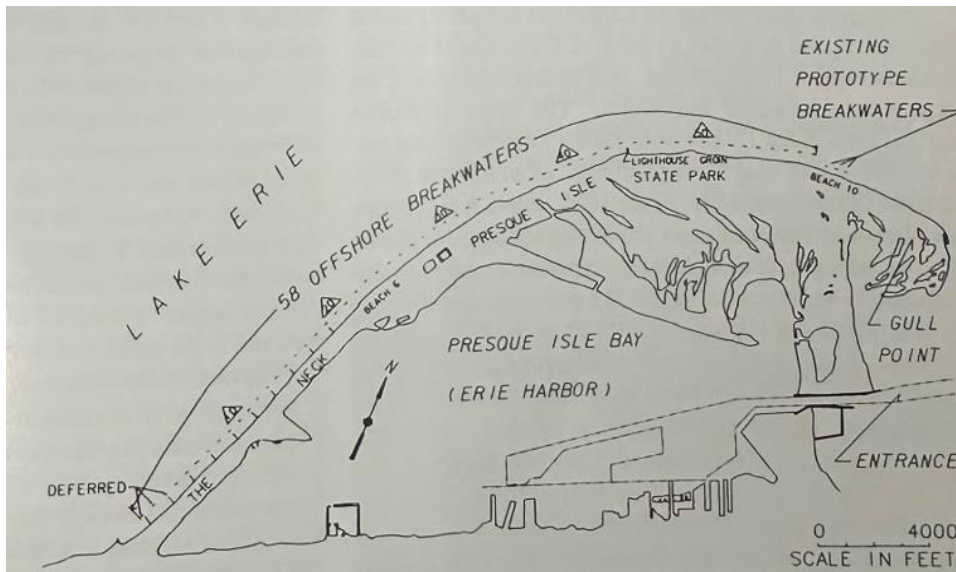 EXISTING
PROTOTYPE
BREAKWATERS
LAKE ERIE
58 OFFSHORE BREAKWATERS
LIGHTHOUSE GROIN
STATE PARK
BEACH 10
PRESQUE ISLE
BEACH 6
GULL
POINT
PRESQUE ISLE BAY
(ERIE HARBOR)
N
THE NECK
DEFERRED
ENTRANCE
0 4000
SCALE IN FEET